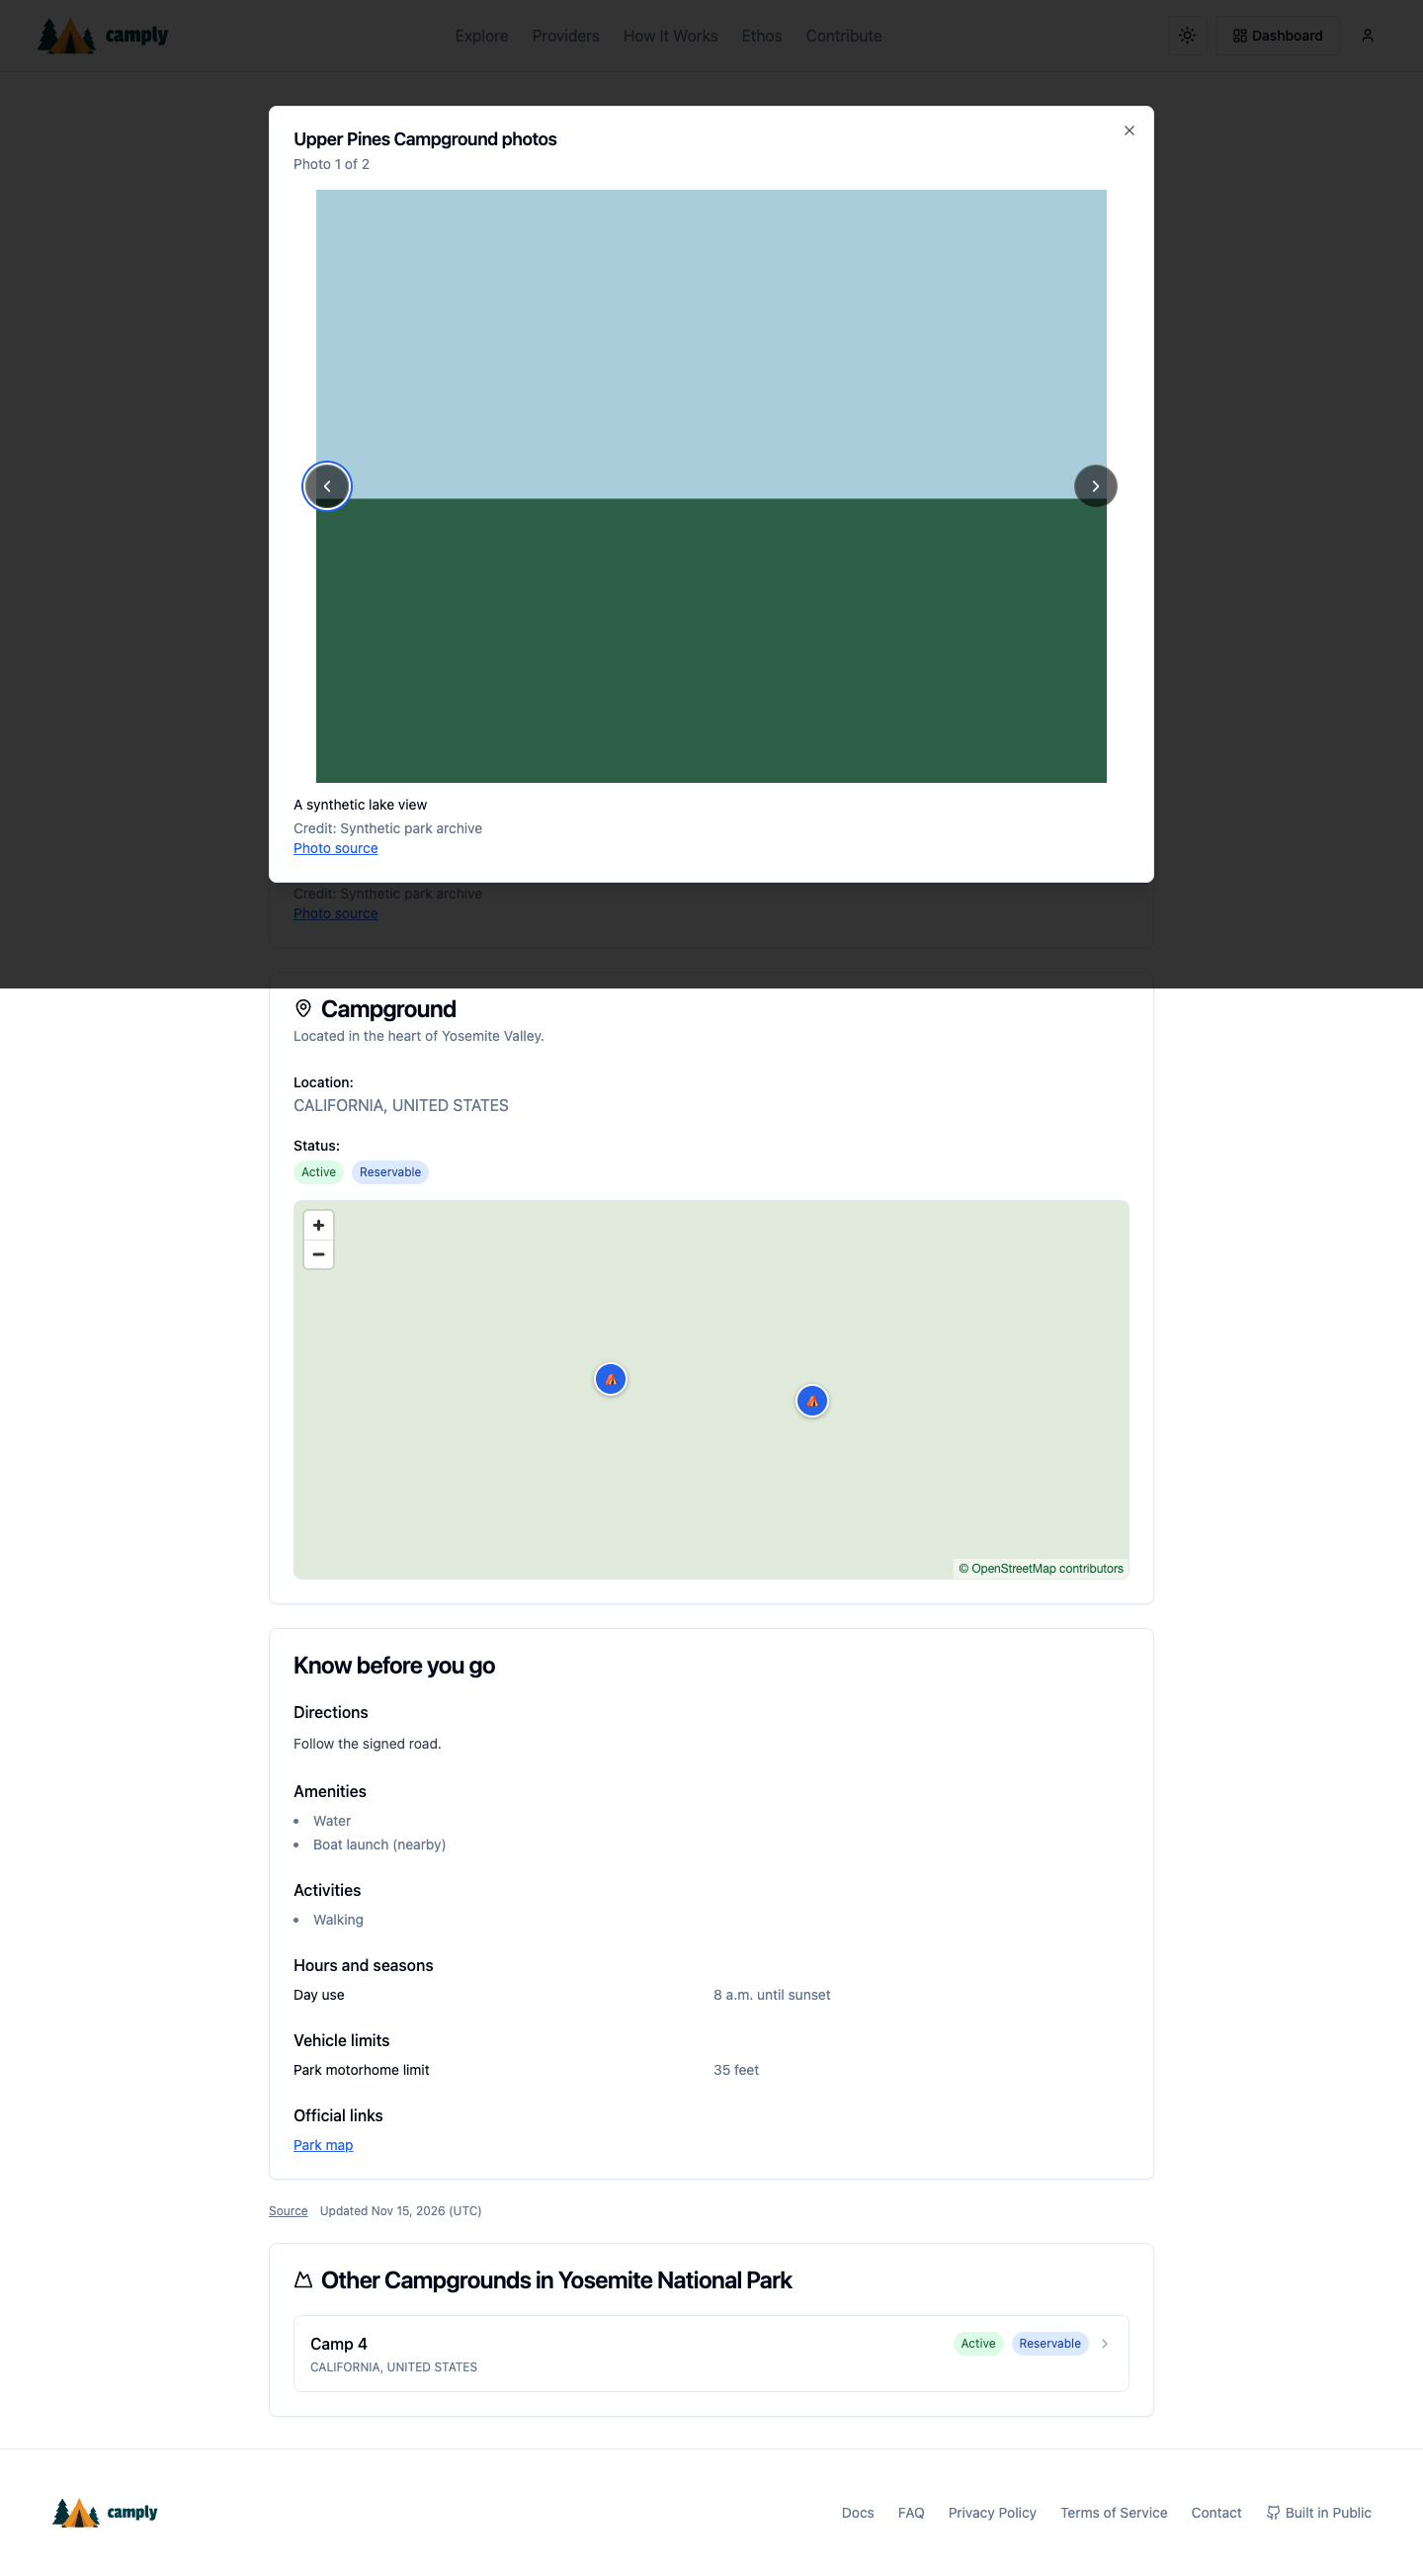 camply
Explore Providers How It Works Ethos Contribute
Dashboard
Upper Pines Campground photos
Photo 1 of 2
A synthetic lake view
Credit: Synthetic park archive
Photo source
Credit: Synthetic park archive
Photo source
Campground
Located in the heart of Yosemite Valley.
Location:
CALIFORNIA, UNITED STATES
Status:
Active Reservable
© OpenStreetMap contributors
Know before you go
Directions
Follow the signed road.
Amenities
• Water
• Boat launch (nearby)
Activities
• Walking
Hours and seasons
Day use 8 a.m. until sunset
Vehicle limits
Park motorhome limit 35 feet
Official links
Park map
Source Updated Nov 15, 2026 (UTC)
Other Campgrounds in Yosemite National Park
Camp 4
Active Reservable
CALIFORNIA, UNITED STATES
camply
Docs FAQ Privacy Policy Terms of Service Contact Built in Public